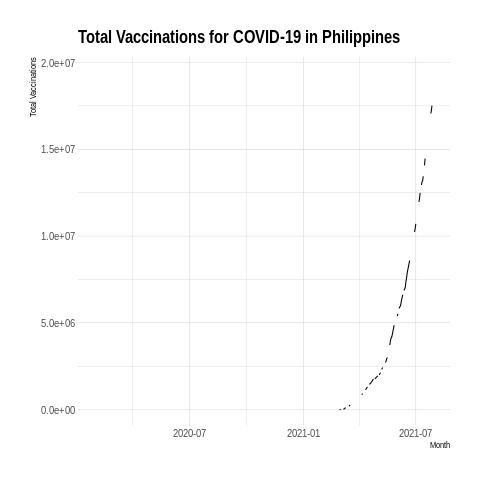 Total Vaccinations for COVID-19 in Philippines
Total Vaccinations
2.0e+07
1.5e+07
1.0e+07
5.0e+06
0.0e+00
2020-07
2021-01
2021-07
Month